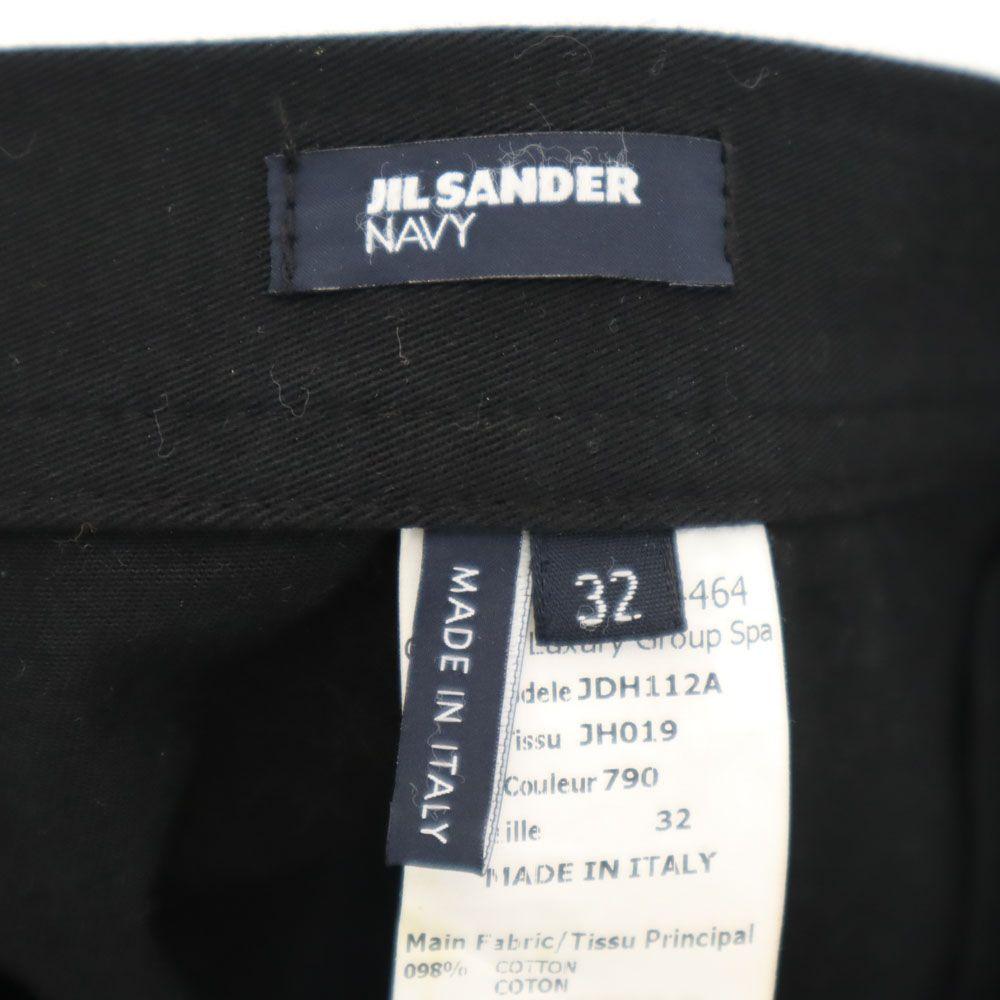 JIL SANDER
NAVY
MADE IN ITALY
32
464
Luxury Group Spa
dele JDH112A
issu JH019
Couleur 790
ille 32
MADE IN ITALY
Main Fabric/Tissu Principal
098% COTTON
COTON